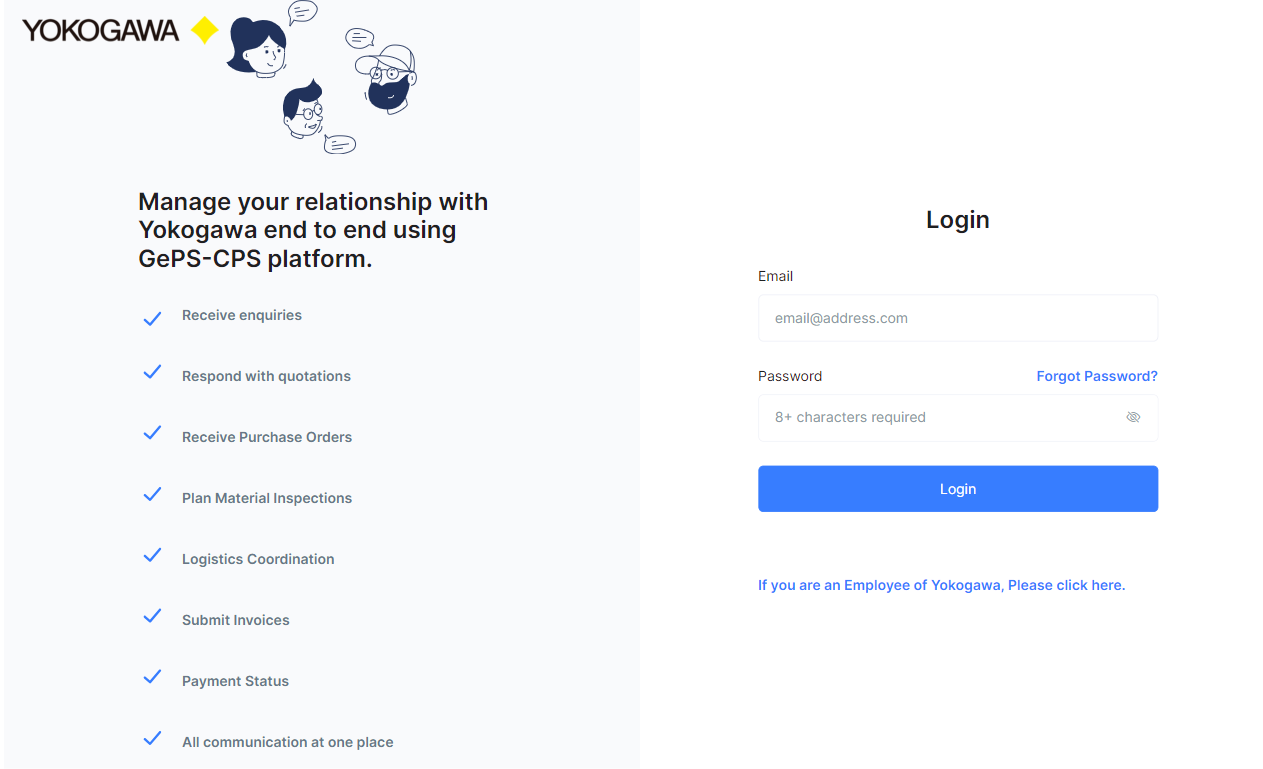 YOKOGAWA
Manage your relationship with
Yokogawa end to end using
GePS-CPS platform.
Receive enquiries
Respond with quotations
Receive Purchase Orders
Plan Material Inspections
Logistics Coordination
Submit Invoices
Payment Status
All communication at one place
Login
Email
email@address.com
Password
Forgot Password?
8+ characters required
Login
If you are an Employee of Yokogawa, Please click here.